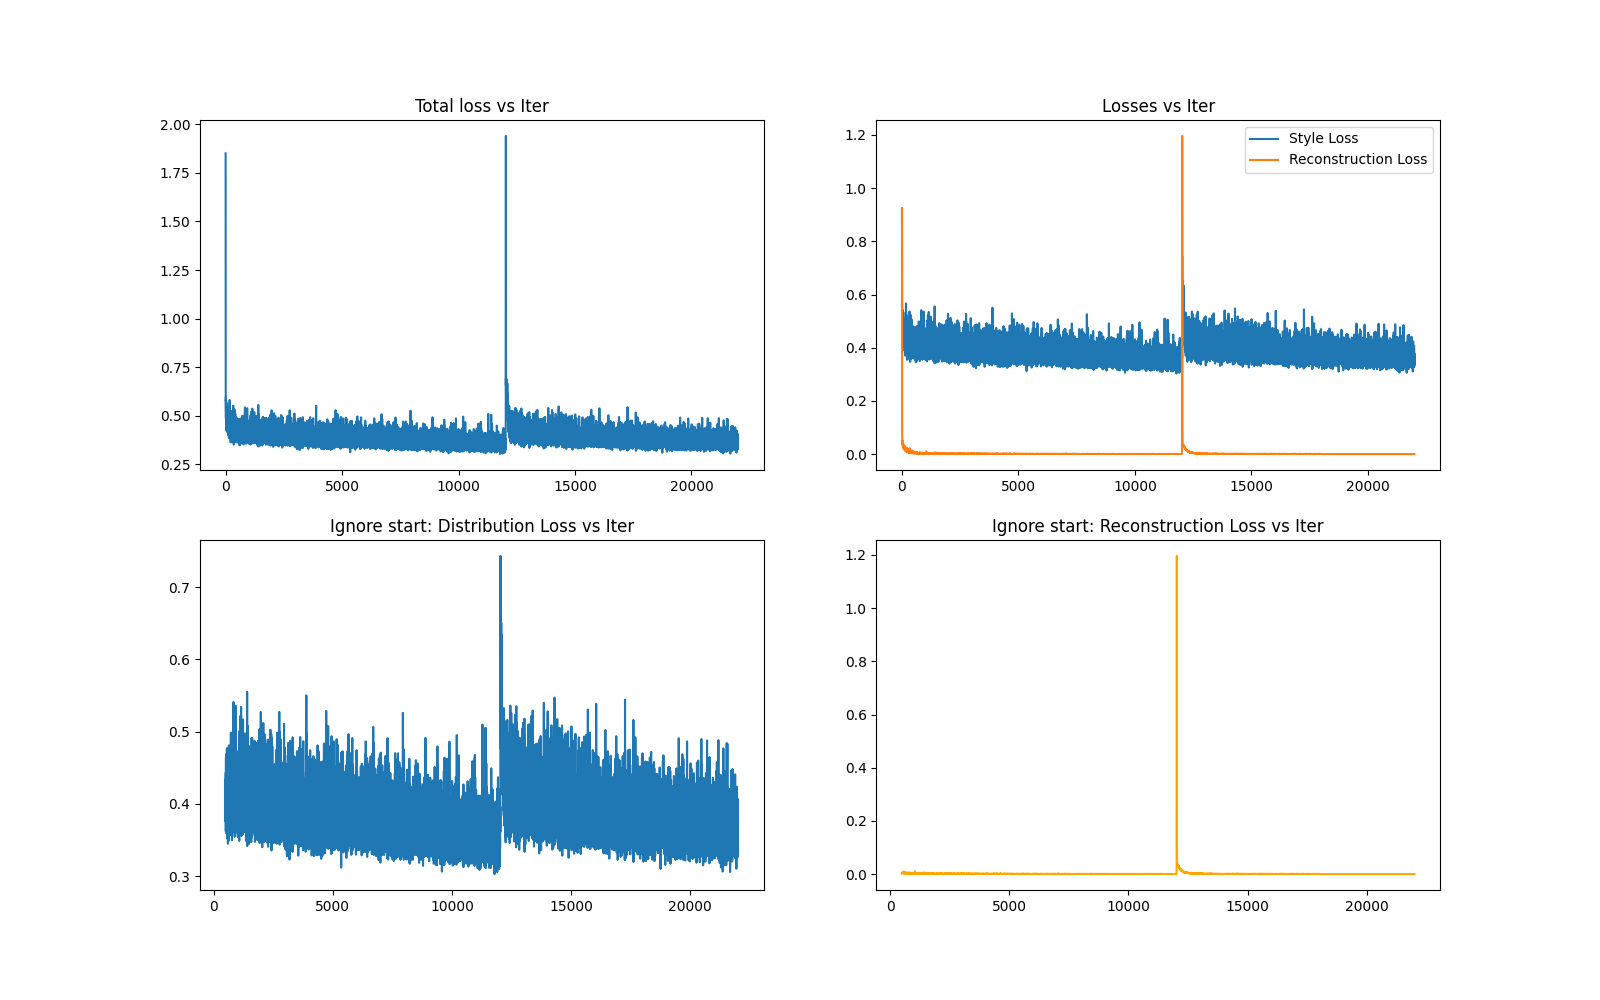 Total loss vs Iter
2.00
1.75
1.50
1.25
1.00
0.75
0.50
0.25
0 5000 10000 15000 20000
Losses vs Iter
Style Loss
Reconstruction Loss
1.2
1.0
0.8
0.6
0.4
0.2
0.0
0 5000 10000 15000 20000
Ignore start: Distribution Loss vs Iter
0.7
0.6
0.5
0.4
0.3
0 5000 10000 15000 20000
Ignore start: Reconstruction Loss vs Iter
1.2
1.0
0.8
0.6
0.4
0.2
0.0
0 5000 10000 15000 20000